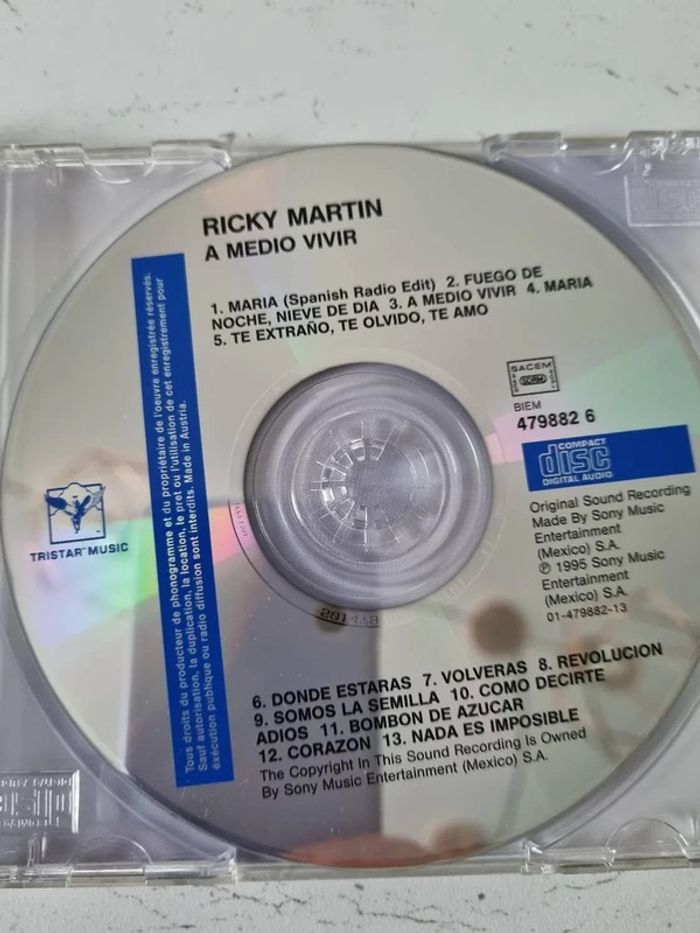 RICKY MARTIN
A MEDIO VIVIR
1. MARIA (Spanish Radio Edit) 2. FUEGO DE
NOCHE, NIEVE DE DIA 3. A MEDIO VIVIR 4. MARIA
5. TE EXTRAÑO, TE OLVIDO, TE AMO
Tous droits du producteur de phonogramme et du propriétaire de l'oeuvre enregistrée réservés.
Sauf autorisation, la duplication, la location, le pret ou l'utilisation de cet enregistrement pour
éxécution publique ou radio diffusion sont interdits. Made in Austria.
TRISTAR™ MUSIC
SACEM
SDRM
BIEM
479882 6
COMPACT
disc
DIGITAL AUDIO
Original Sound Recording
Made By Sony Music
Entertainment
(Mexico) S.A.
℗ 1995 Sony Music
Entertainment
(Mexico) S.A.
01-479882-13
6. DONDE ESTARAS 7. VOLVERAS 8. REVOLUCION
9. SOMOS LA SEMILLA 10. COMO DECIRTE
ADIOS 11. BOMBON DE AZUCAR
12. CORAZON 13. NADA ES IMPOSIBLE
The Copyright In This Sound Recording Is Owned
By Sony Music Entertainment (Mexico) S.A.